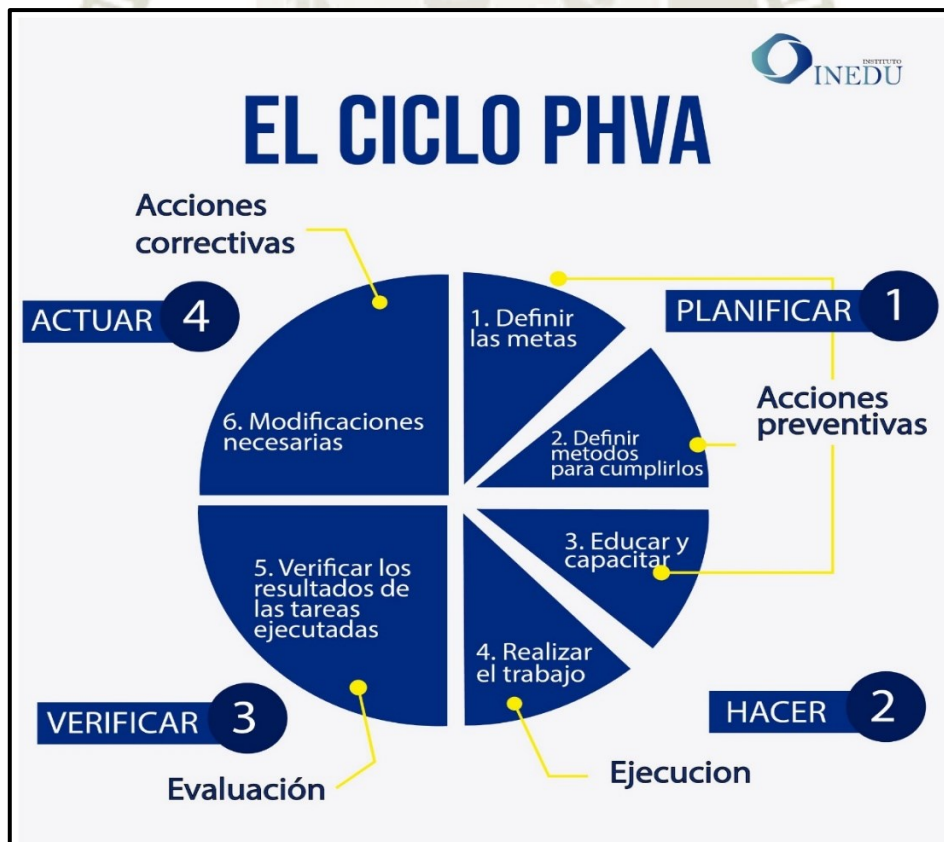 INSTITUTO
INEDU
EL CICLO PHVA
Acciones
correctivas
ACTUAR 4
1. Definir
las metas
PLANIFICAR 1
Acciones
preventivas
6. Modificaciones
necesarias
2. Definir
metodos
para cumplirlos
3. Educar y
capacitar
5. Verificar los
resultados de
las tareas
ejecutadas
4. Realizar
el trabajo
VERIFICAR 3
HACER 2
Evaluación
Ejecucion